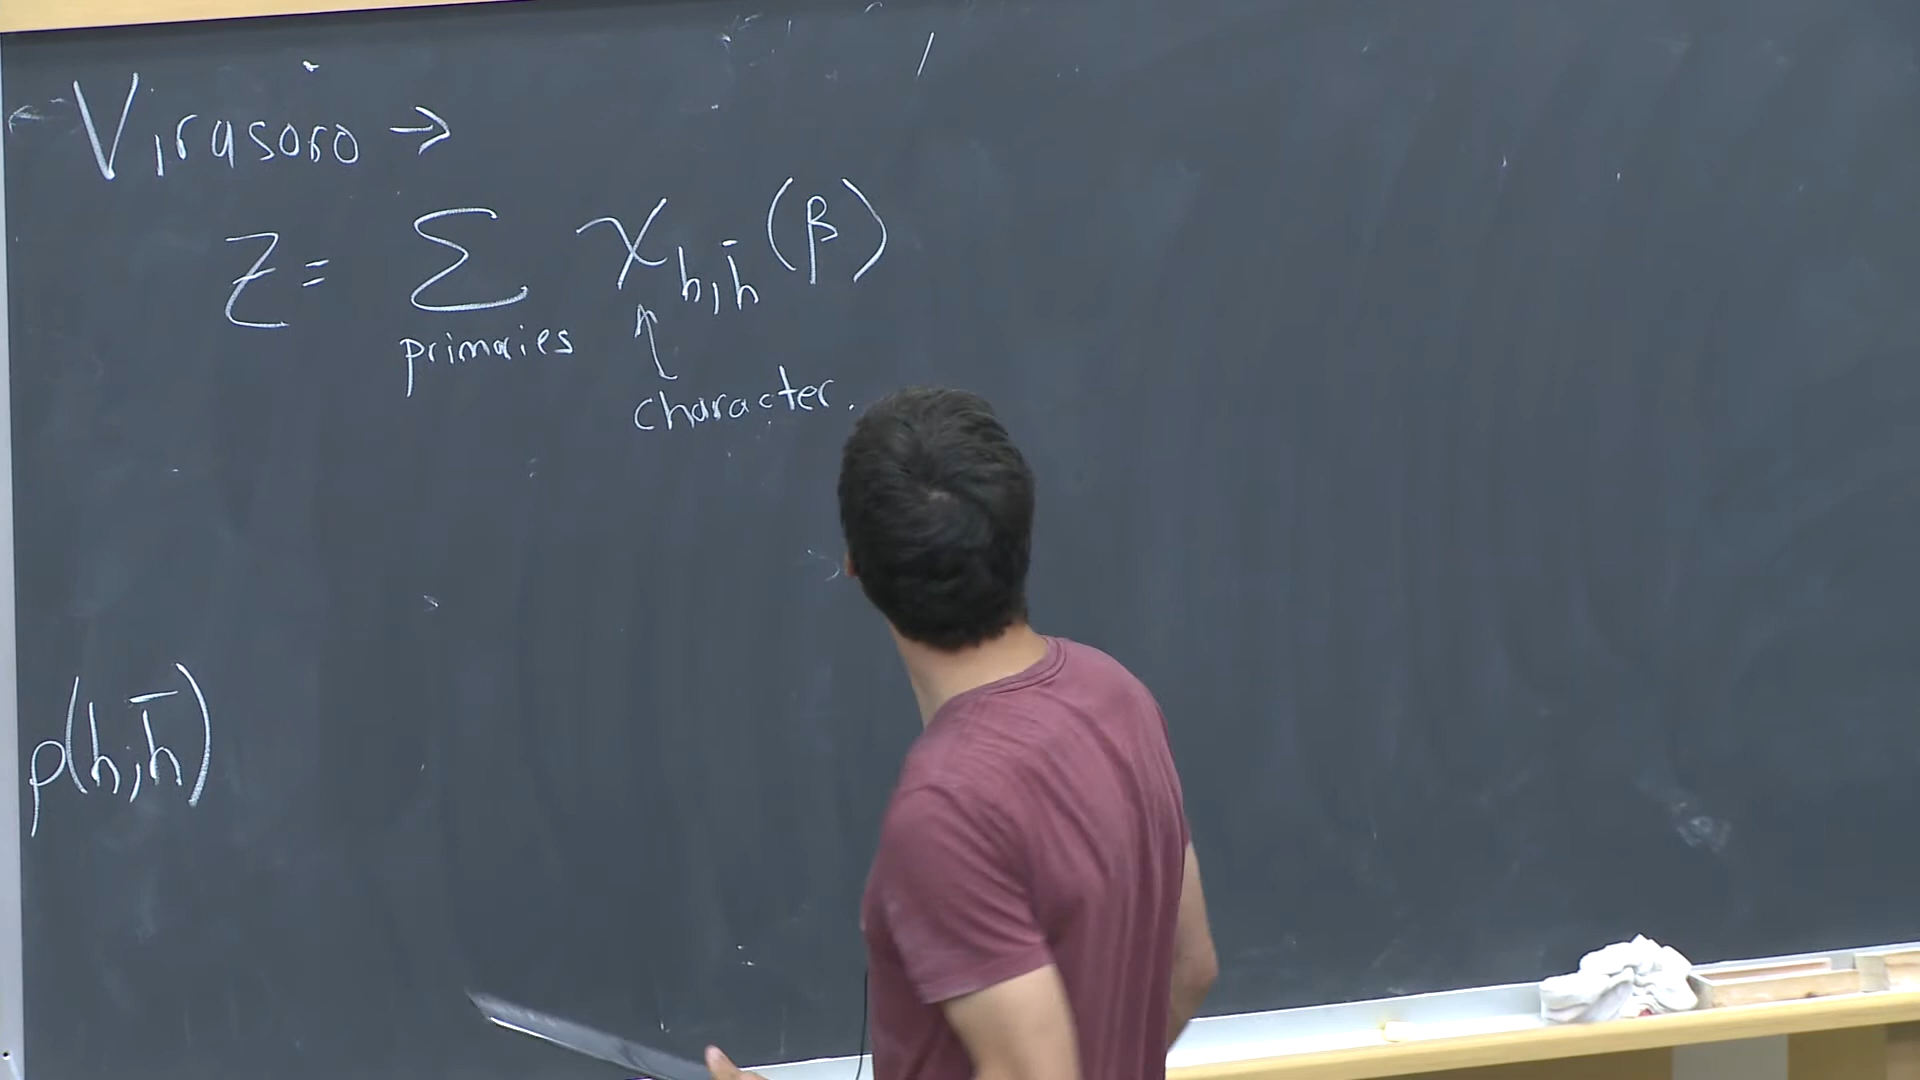 Virasoro →
Z = ∑ χ_{h,h̄}(β)
primaries
character.
ρ(h,h̄)